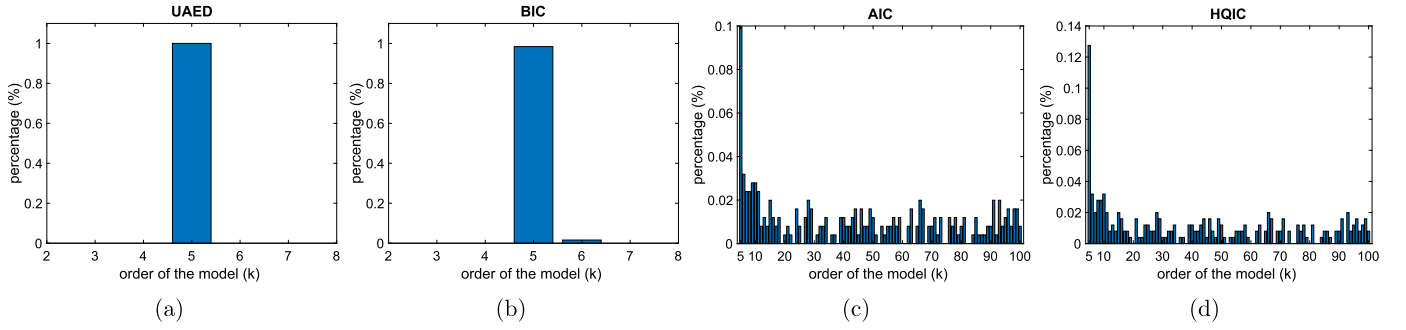 UAED
1
0.8
0.6
0.4
0.2
0
percentage (%)
2 3 4 5 6 7 8
order of the model (k)
(a)
BIC
1
0.8
0.6
0.4
0.2
0
percentage (%)
2 3 4 5 6 7 8
order of the model (k)
(b)
AIC
0.1
0.08
0.06
0.04
0.02
0
percentage (%)
5 10 20 30 40 50 60 70 80 90 100
order of the model (k)
(c)
HQIC
0.14
0.12
0.1
0.08
0.06
0.04
0.02
0
percentage (%)
5 10 20 30 40 50 60 70 80 90 100
order of the model (k)
(d)